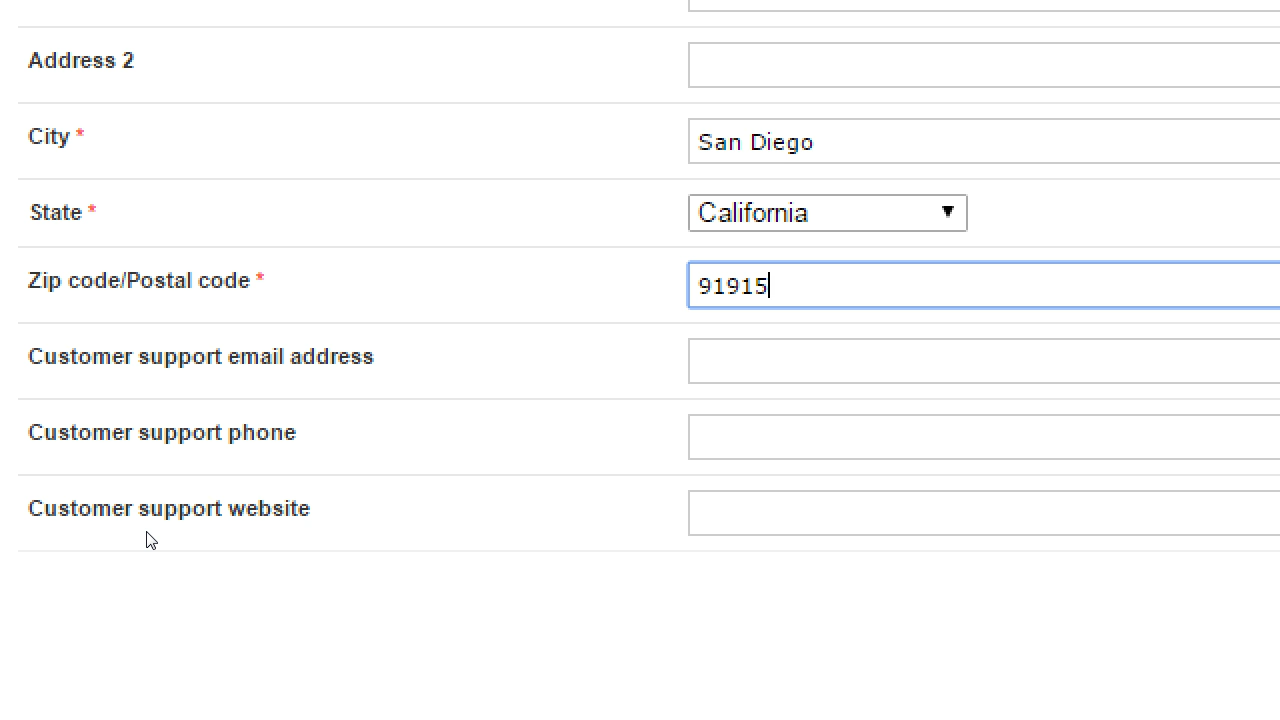 Address 2
City *
San Diego
State *
California
Zip code/Postal code *
91915
Customer support email address
Customer support phone
Customer support website